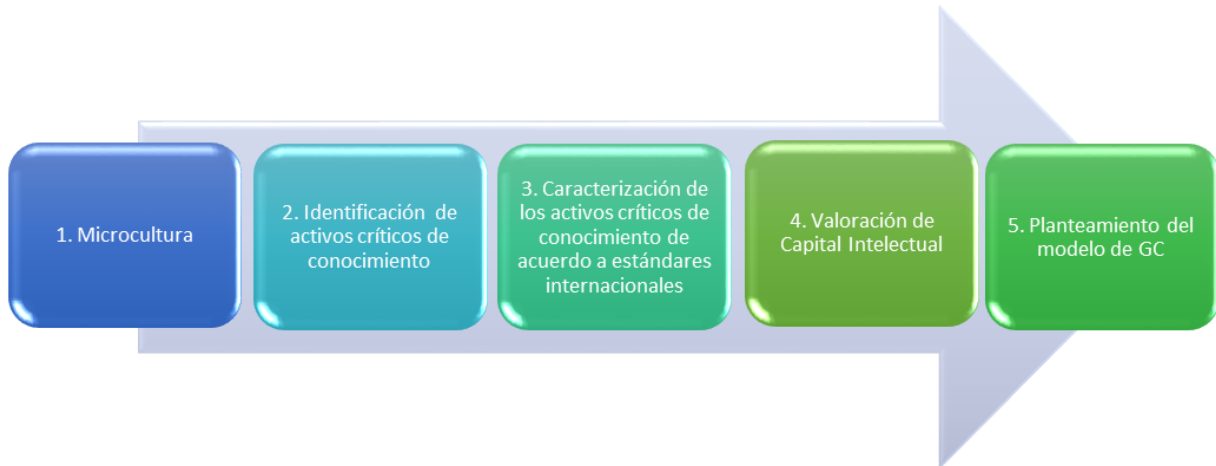 1. Microcultura
2. Identificación de
activos críticos de
conocimiento
3. Caracterización de
los activos críticos de
conocimiento de
acuerdo a estándares
internacionales
4. Valoración de
Capital Intelectual
5. Planteamiento del
modelo de GC